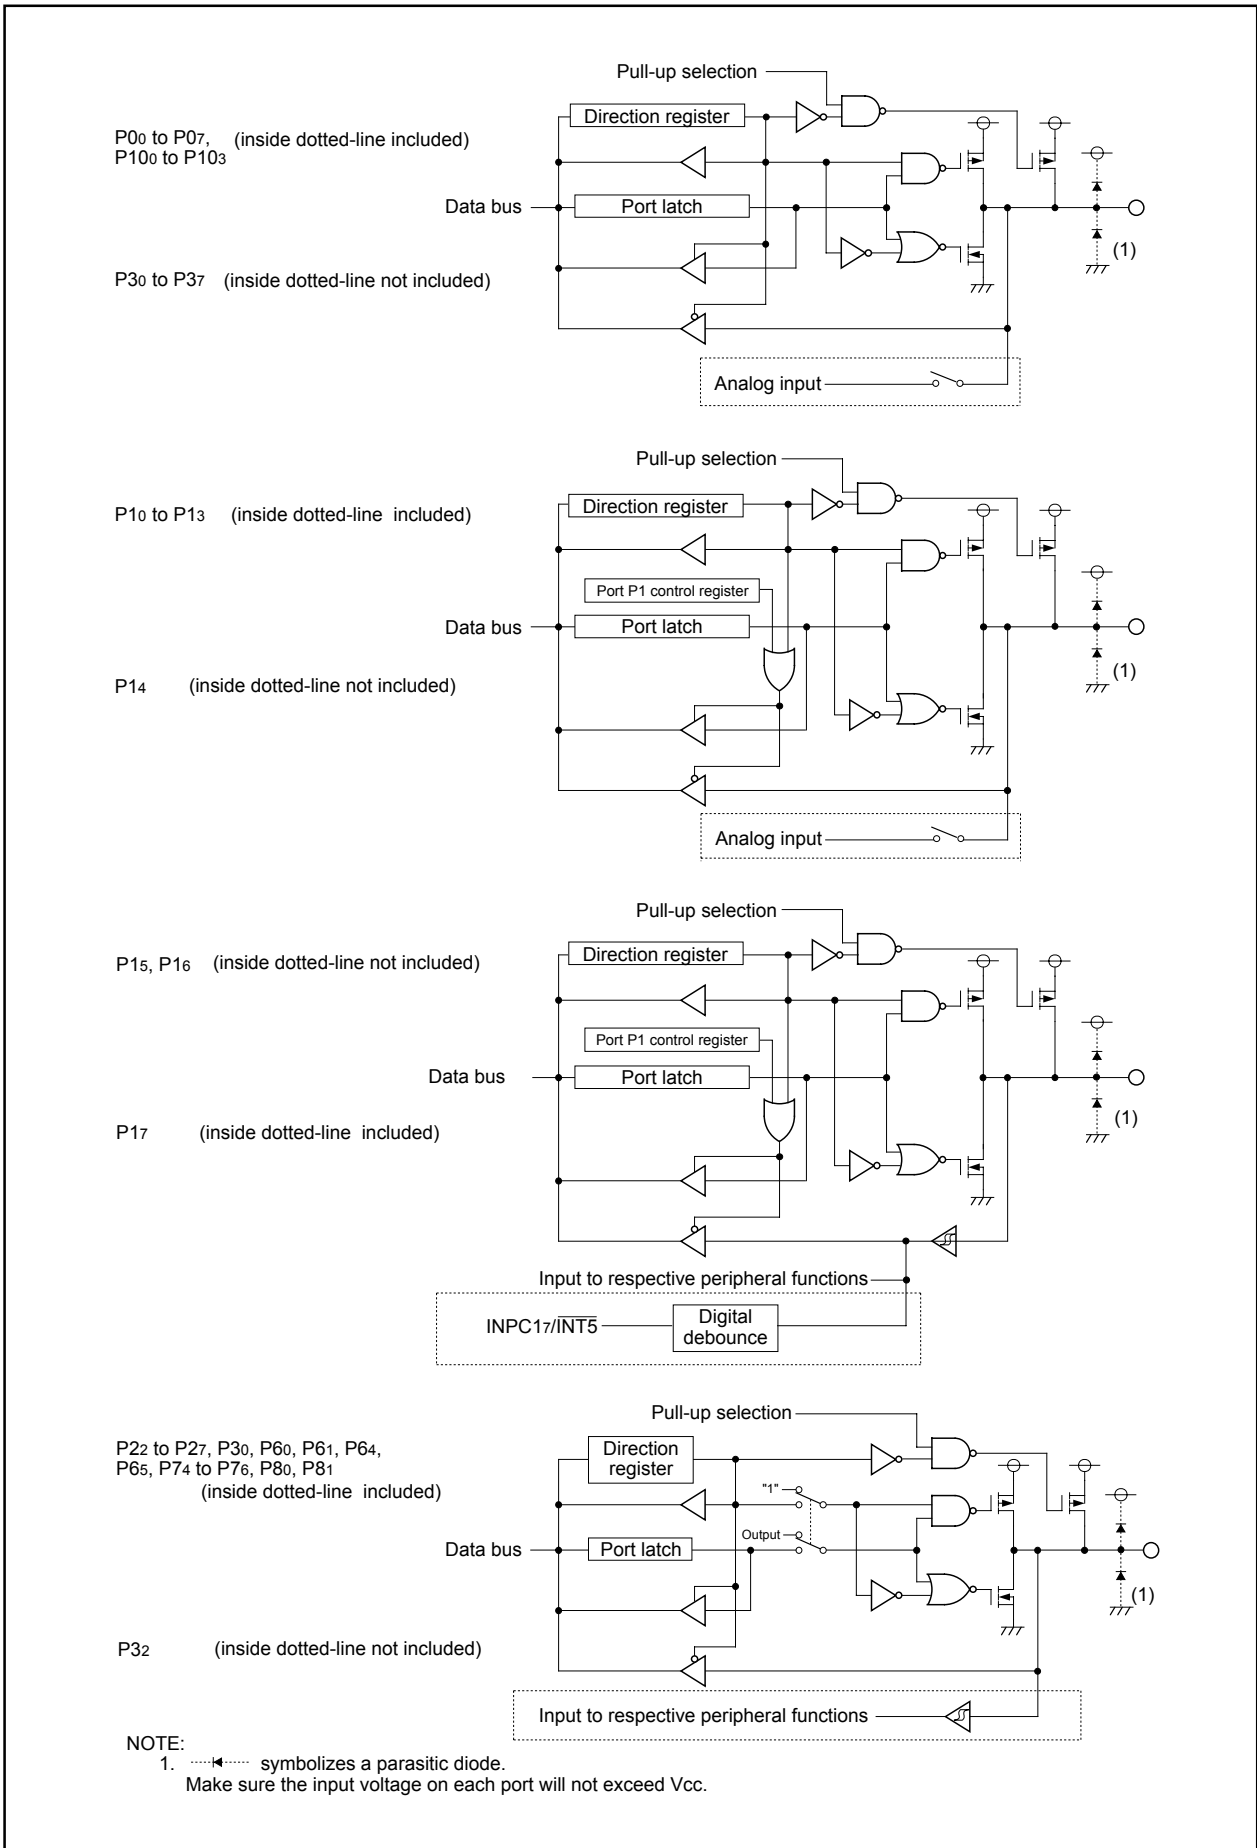 Pull-up selection
Direction register
P00 to P07, (inside dotted-line included)
P100 to P103
Data bus
Port latch
(1)
P30 to P37 (inside dotted-line not included)
Analog input
Pull-up selection
Direction register
P10 to P13 (inside dotted-line included)
Port P1 control register
Data bus
Port latch
(1)
P14 (inside dotted-line not included)
Analog input
Pull-up selection
Direction register
P15, P16 (inside dotted-line not included)
Port P1 control register
Data bus
Port latch
(1)
P17 (inside dotted-line included)
Input to respective peripheral functions
INPC17/INT5
Digital
debounce
Pull-up selection
P22 to P27, P30, P60, P61, P64,
P65, P74 to P76, P80, P81
(inside dotted-line included)
Direction
register
"1"
Output
Data bus
Port latch
(1)
P32 (inside dotted-line not included)
Input to respective peripheral functions
NOTE:
1. symbolizes a parasitic diode.
Make sure the input voltage on each port will not exceed Vcc.